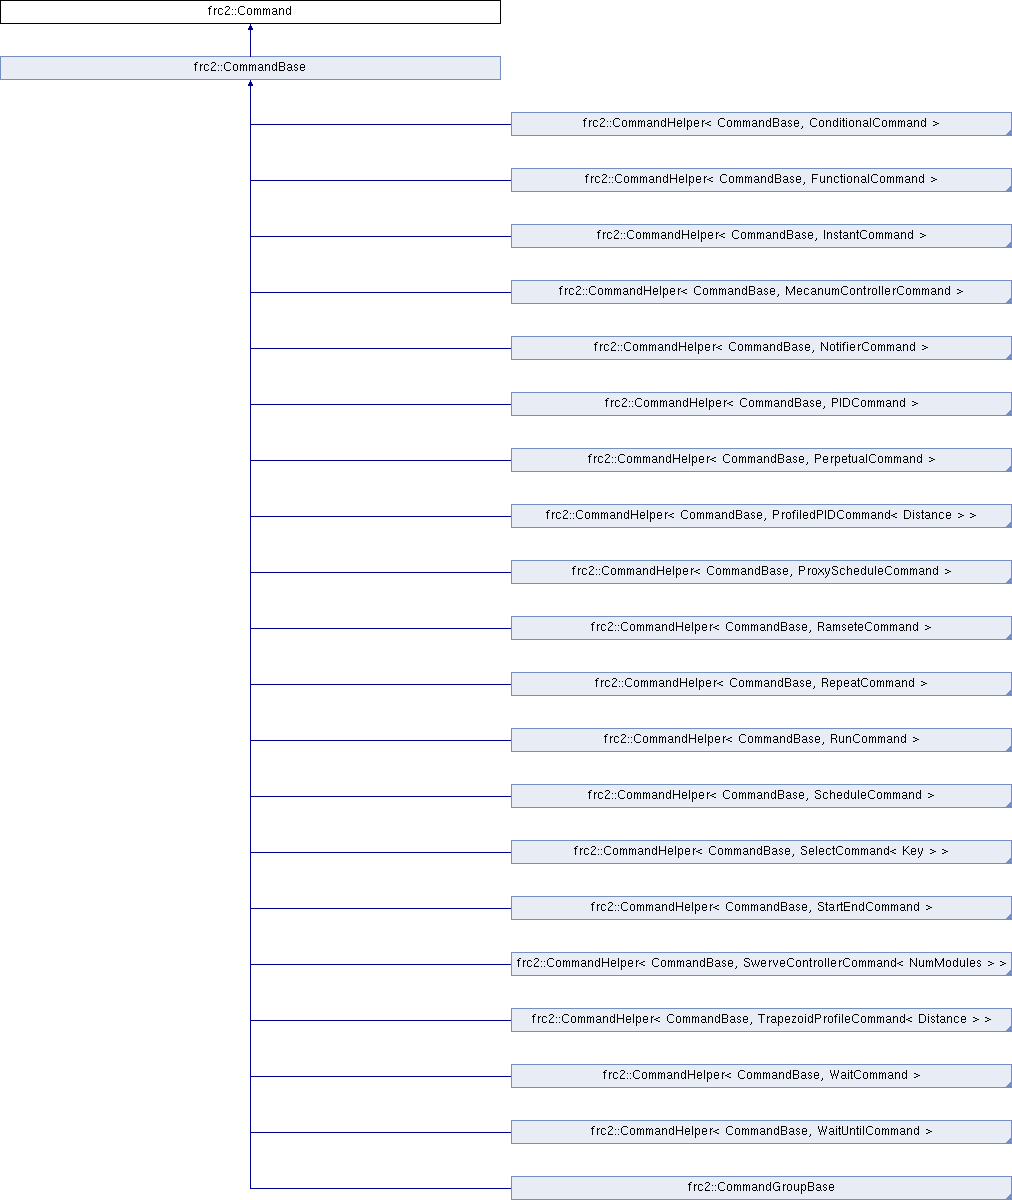 frc2::Command
frc2::CommandBase
frc2::CommandHelper< CommandBase, ConditionalCommand >
frc2::CommandHelper< CommandBase, FunctionalCommand >
frc2::CommandHelper< CommandBase, InstantCommand >
frc2::CommandHelper< CommandBase, MecanumControllerCommand >
frc2::CommandHelper< CommandBase, NotifierCommand >
frc2::CommandHelper< CommandBase, PIDCommand >
frc2::CommandHelper< CommandBase, PerpetualCommand >
frc2::CommandHelper< CommandBase, ProfiledPIDCommand< Distance > >
frc2::CommandHelper< CommandBase, ProxyScheduleCommand >
frc2::CommandHelper< CommandBase, RamseteCommand >
frc2::CommandHelper< CommandBase, RepeatCommand >
frc2::CommandHelper< CommandBase, RunCommand >
frc2::CommandHelper< CommandBase, ScheduleCommand >
frc2::CommandHelper< CommandBase, SelectCommand< Key > >
frc2::CommandHelper< CommandBase, StartEndCommand >
frc2::CommandHelper< CommandBase, SwerveControllerCommand< NumModules > >
frc2::CommandHelper< CommandBase, TrapezoidProfileCommand< Distance > >
frc2::CommandHelper< CommandBase, WaitCommand >
frc2::CommandHelper< CommandBase, WaitUntilCommand >
frc2::CommandGroupBase